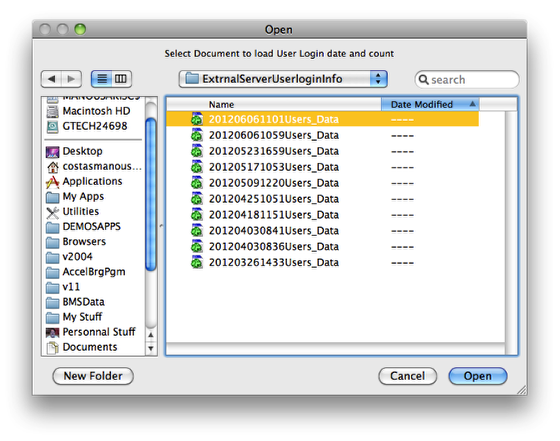 Open
Select Document to load User Login date and count
ExtrnalServerUserloginInfo
search
Macintosh HD
GTECH24698
Desktop
costasmanous...
Applications
My Apps
Utilities
DEMOSAPPS
Browsers
v2004
AccelBrgPgm
v11
BMSData
My Stuff
Personnal Stuff
Documents
Name Date Modified
201206061101Users_Data ----
201206061059Users_Data ----
201205231659Users_Data ----
201205171053Users_Data ----
201205091220Users_Data ----
201204251051Users_Data ----
201204181151Users_Data ----
201204030841Users_Data ----
201204030836Users_Data ----
201203261433Users_Data ----
New Folder Cancel Open